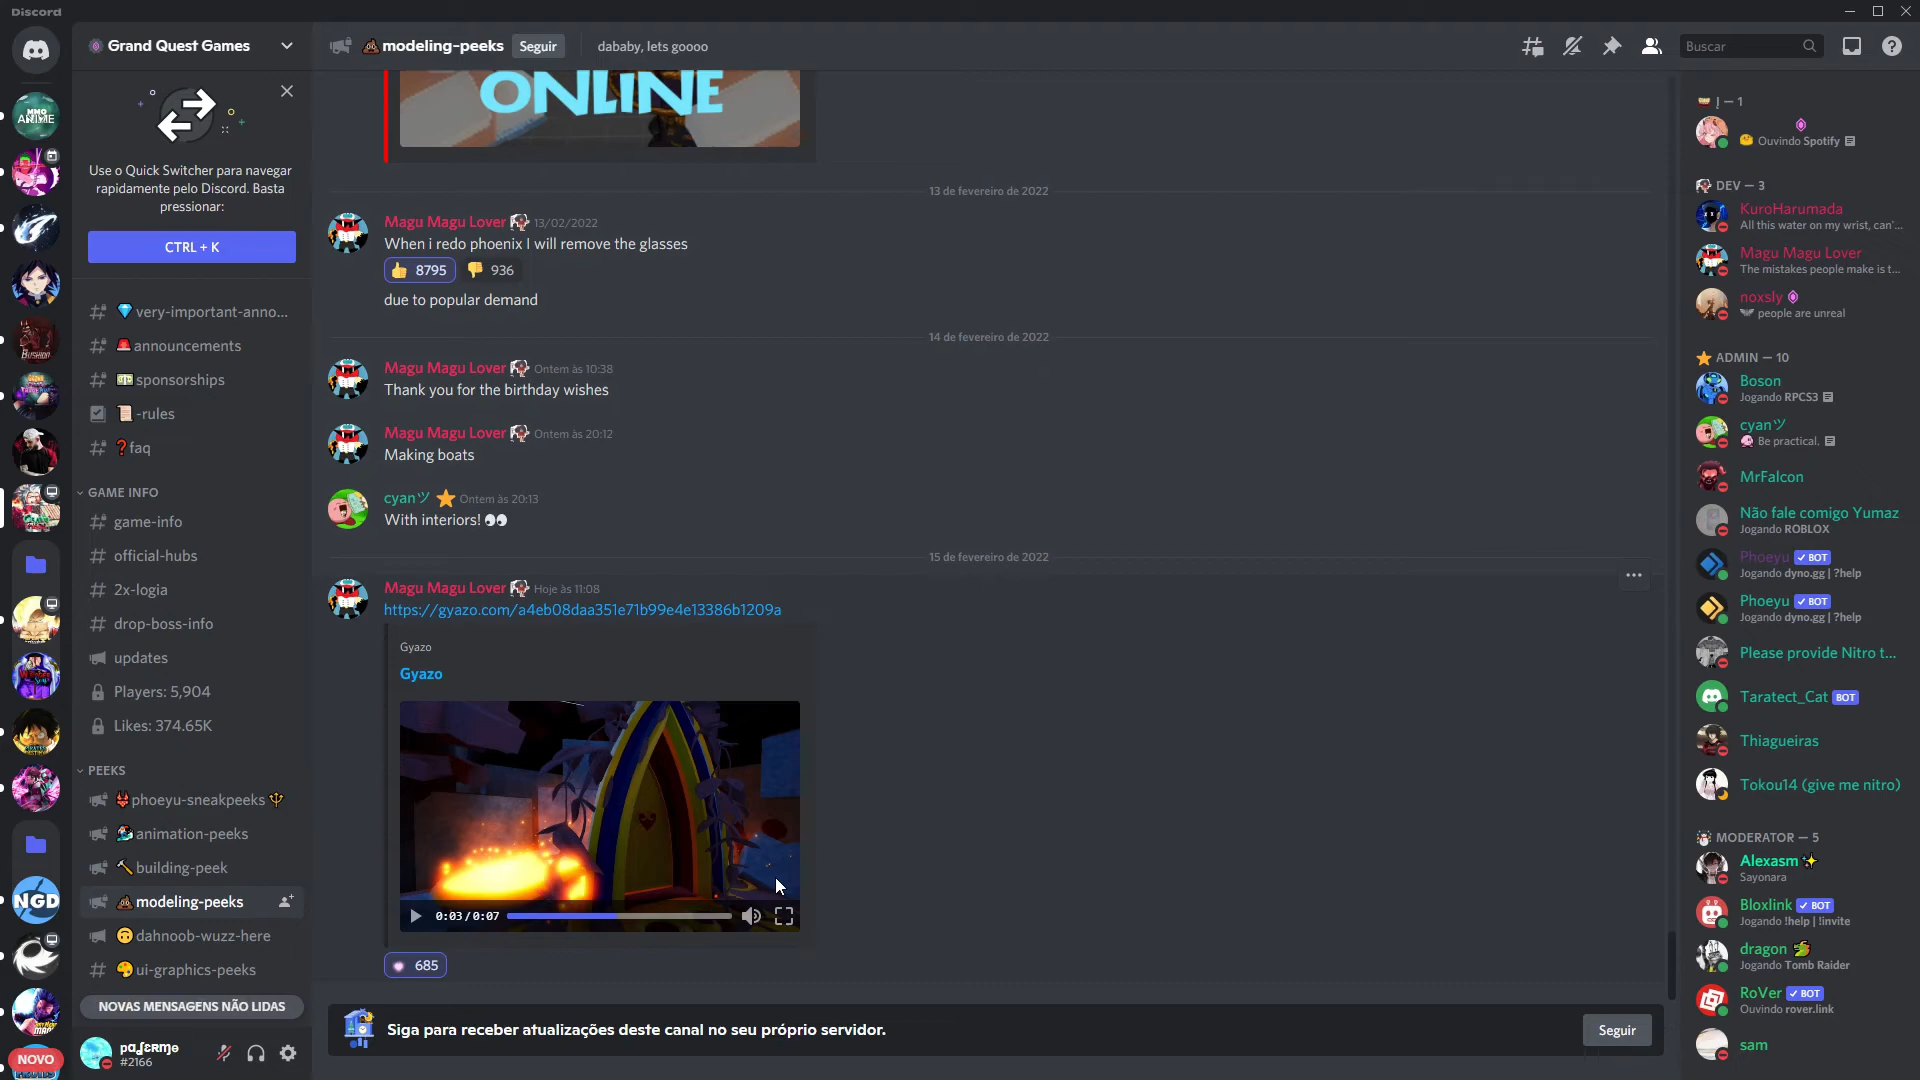 Discord
Grand Quest Games
modeling-peeks
Seguir
dababy, lets goooo
Buscar
Use o Quick Switcher para navegar
rapidamente pelo Discord. Basta
pressionar:
CTRL + K
very-important-anno...
announcements
sponsorships
-rules
faq
GAME INFO
game-info
official-hubs
2x-logia
drop-boss-info
updates
Players: 5,904
Likes: 374.65K
PEEKS
phoeyu-sneakpeeks
animation-peeks
building-peek
modeling-peeks
dahnoob-wuzz-here
ui-graphics-peeks
NOVAS MENSAGENS NÃO LIDAS
#2166
NOVO
MMO
ANIME
NGD
ONLINE
13 de fevereiro de 2022
Magu Magu Lover 13/02/2022
When i redo phoenix I will remove the glasses
8795 936
due to popular demand
14 de fevereiro de 2022
Magu Magu Lover Ontem às 10:38
Thank you for the birthday wishes
Magu Magu Lover Ontem às 20:12
Making boats
cyanツ Ontem às 20:13
With interiors!
15 de fevereiro de 2022
Magu Magu Lover Hoje às 11:08
https://gyazo.com/a4eb08daa351e71b99e4e13386b1209a
Gyazo
Gyazo
0:03/0:07
685
Siga para receber atualizações deste canal no seu próprio servidor.
Seguir
— 1
Ouvindo Spotify
DEV — 3
KuroHarumada
All this water on my wrist, can'...
Magu Magu Lover
The mistakes people make is t...
noxsly
people are unreal
ADMIN — 10
Boson
Jogando RPCS3
cyanツ
Be practical.
MrFalcon
Não fale comigo Yumaz
Jogando ROBLOX
Phoeyu BOT
Jogando dyno.gg | ?help
Phoeyu BOT
Jogando dyno.gg | ?help
Please provide Nitro t...
Taratect_Cat BOT
Thiagueiras
Tokou14 (give me nitro)
MODERATOR — 5
Alexasm
Sayonara
Bloxlink BOT
Jogando !help | !invite
dragon
Jogando Tomb Raider
RoVer BOT
Ouvindo rover.link
sam